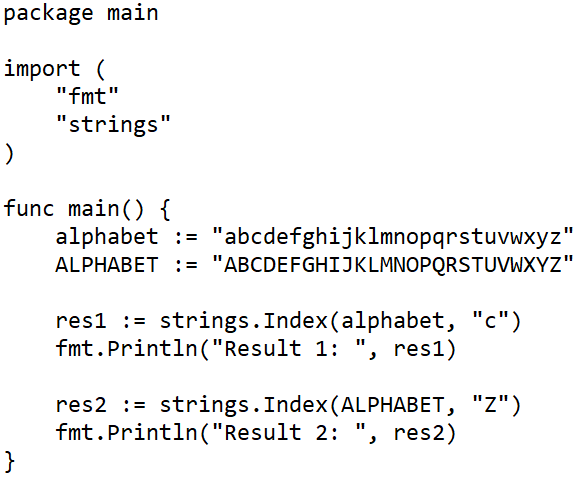 package main

import (
    "fmt"
    "strings"
)

func main() {
    alphabet := "abcdefghijklmnopqrstuvwxyz"
    ALPHABET := "ABCDEFGHIJKLMNOPQRSTUVWXYZ"

    res1 := strings.Index(alphabet, "c")
    fmt.Println("Result 1: ", res1)

    res2 := strings.Index(ALPHABET, "Z")
    fmt.Println("Result 2: ", res2)
}